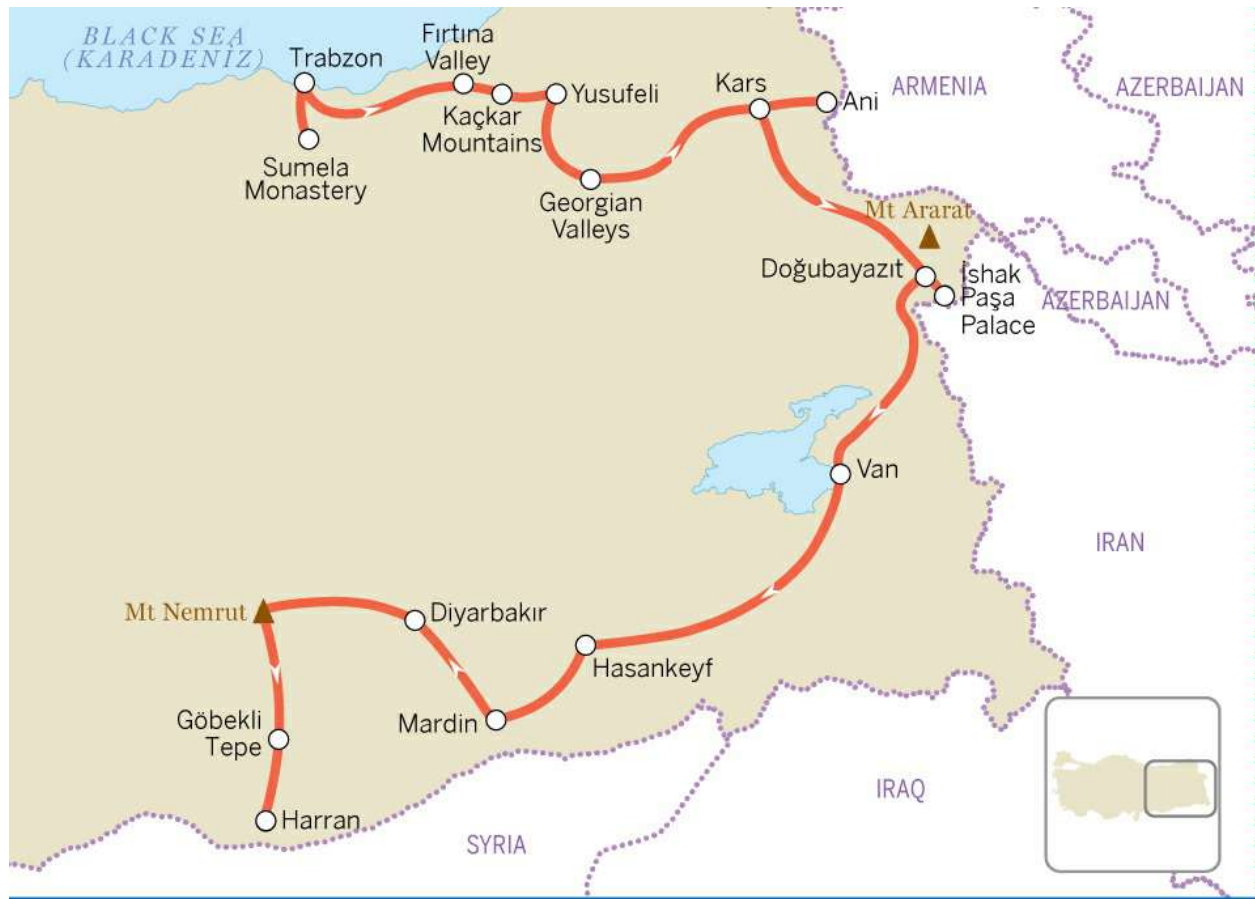 BLACK SEA
(KARADENİZ)
Trabzon
Fırtına
Valley
Kaçkar
Mountains
Yusufeli
Sumela
Monastery
Georgian
Valleys
Kars
Ani
ARMENIA
AZERBAIJAN
Mt Ararat
Doğubayazıt
İshak
Paşa
Palace
AZERBAIJAN
Van
IRAN
Mt Nemrut
Diyarbakır
Hasankeyf
Mardin
Göbekli
Tepe
Harran
SYRIA
IRAQ